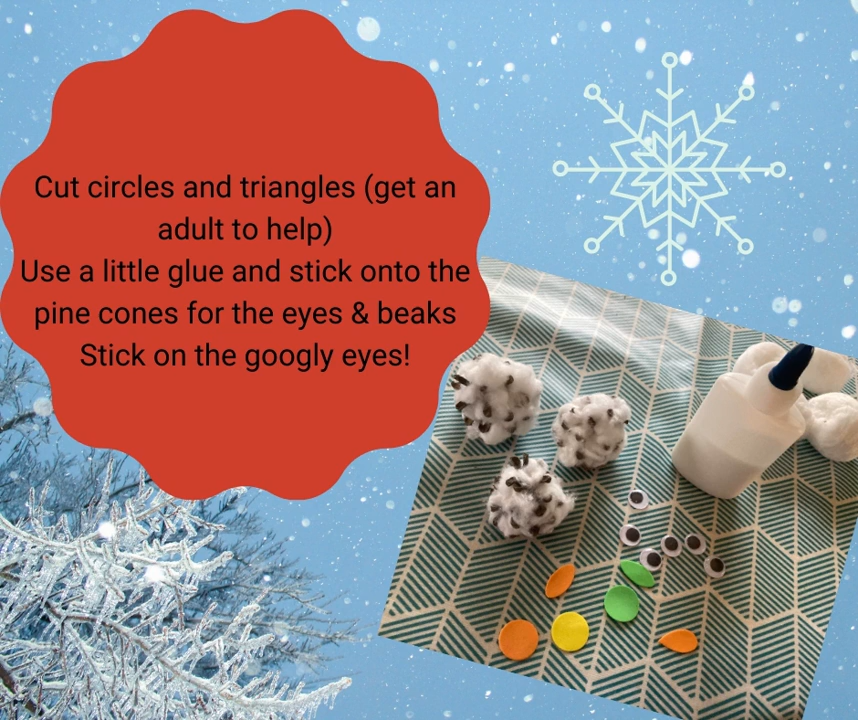 Cut circles and triangles (get an
adult to help)
Use a little glue and stick onto the
pine cones for the eyes & beaks
Stick on the googly eyes!